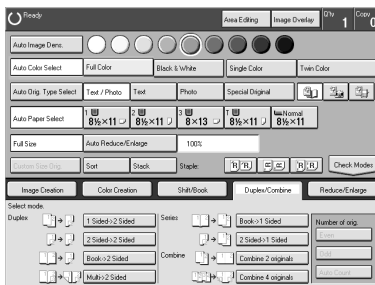 Ready Area Editing Image Overlay Q'ty 1 Copy 0
Auto Image Dens.
Auto Color Select Full Color Black & White Single Color Twin Color
Auto Orig. Type Select Text / Photo Text Photo Special Original
Auto Paper Select 1 8½×11 2 8½×11 3 8×13 T 8½×11 Normal 8½×11
Full Size Auto Reduce/Enlarge 100%
Custom Size Orig. Sort Stack Staple: Check Modes
Image Creation Color Creation Shift/Book Duplex/Combine Reduce/Enlarge
Select mode.
Duplex 1 Sided->2 Sided Series Book->1 Sided Number of orig.
2 Sided->2 Sided 2 Sided->1 Sided Even
Book->2 Sided Combine Combine 2 originals Odd
Multi->2 Sided Combine 4 originals Auto Count